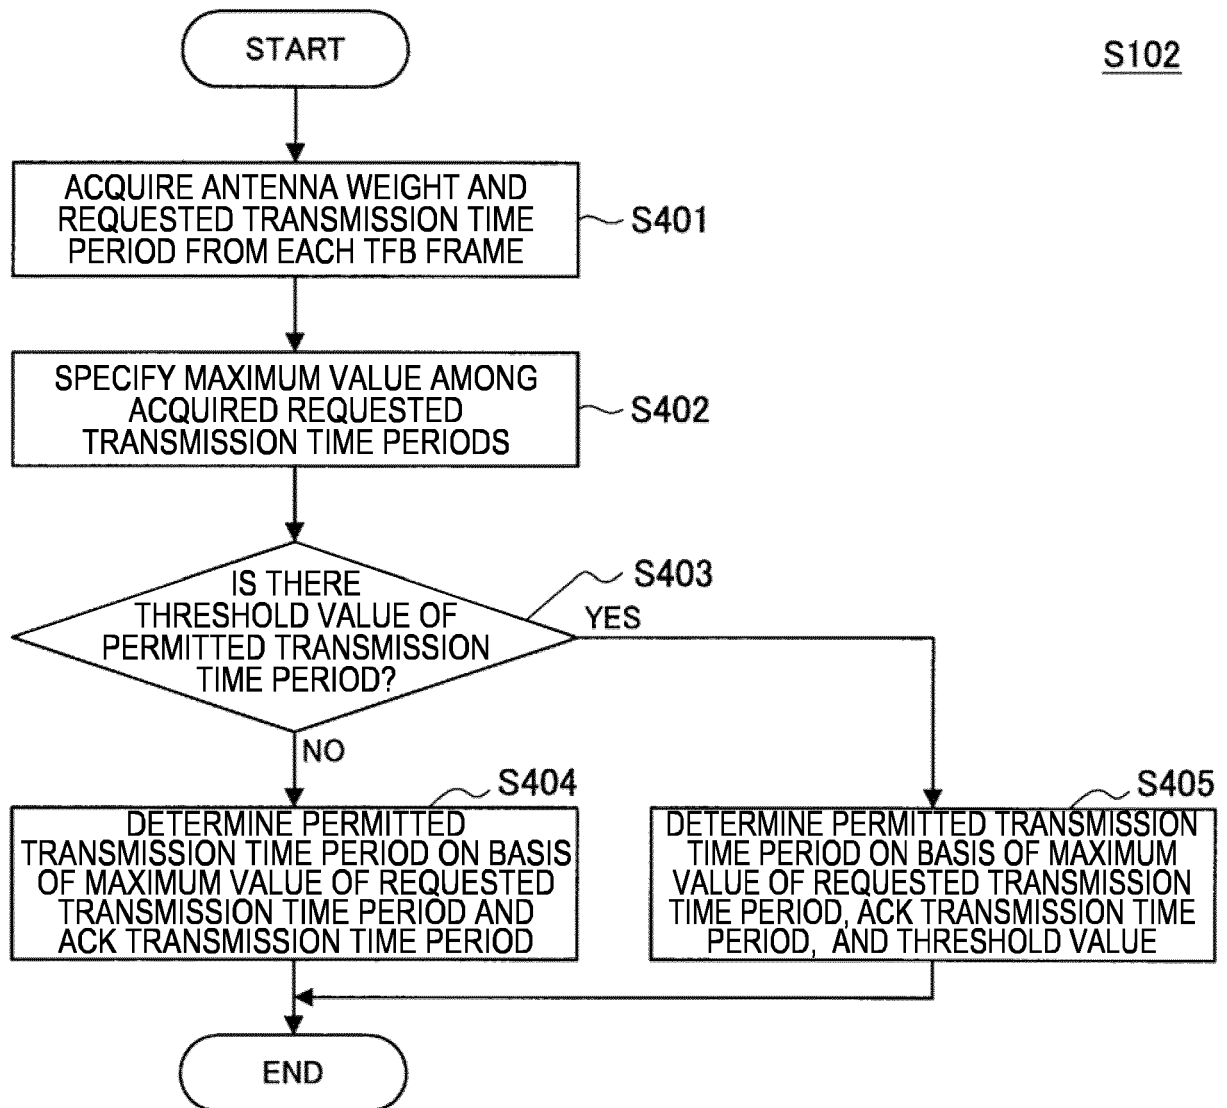 START
S102
ACQUIRE ANTENNA WEIGHT AND
REQUESTED TRANSMISSION TIME
PERIOD FROM EACH TFB FRAME
S401
SPECIFY MAXIMUM VALUE AMONG
ACQUIRED REQUESTED
TRANSMISSION TIME PERIODS
S402
IS THERE
THRESHOLD VALUE OF
PERMITTED TRANSMISSION
TIME PERIOD?
S403
YES
NO
S404
DETERMINE PERMITTED
TRANSMISSION TIME PERIOD ON BASIS
OF MAXIMUM VALUE OF REQUESTED
TRANSMISSION TIME PERIOD AND
ACK TRANSMISSION TIME PERIOD
S405
DETERMINE PERMITTED TRANSMISSION
TIME PERIOD ON BASIS OF MAXIMUM
VALUE OF REQUESTED TRANSMISSION
TIME PERIOD, ACK TRANSMISSION TIME
PERIOD, AND THRESHOLD VALUE
END